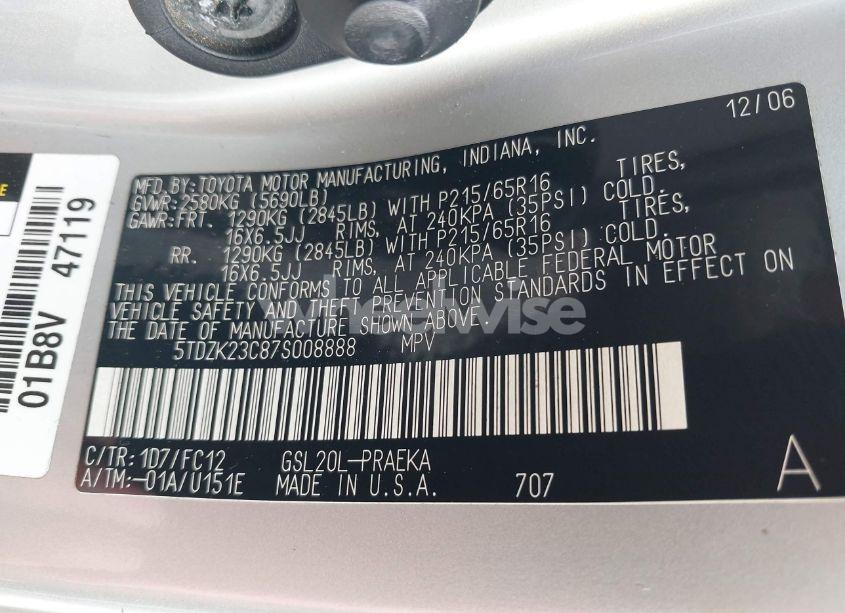 12/06
MFD. BY: TOYOTA MOTOR MANUFACTURING, INDIANA, INC.
GVWR: 2580KG (5690LB)
GAWR: FRT. 1290KG (2845LB) WITH P215/65R16 TIRES,
16X6.5JJ RIMS, AT 240KPA (35PSI) COLD.
RR. 1290KG (2845LB) WITH P215/65R16 TIRES,
16X6.5JJ RIMS, AT 240KPA (35PSI) COLD.
THIS VEHICLE CONFORMS TO ALL APPLICABLE FEDERAL MOTOR
VEHICLE SAFETY AND THEFT PREVENTION STANDARDS IN EFFECT ON
THE DATE OF MANUFACTURE SHOWN ABOVE.
5TDZK23C87S008888 MPV
C/TR: 1D7/FC12 GSL20L-PRAEKA
A/TM: -01A/U151E MADE IN U.S.A. 707
A
01B8V 47119
wheelwise